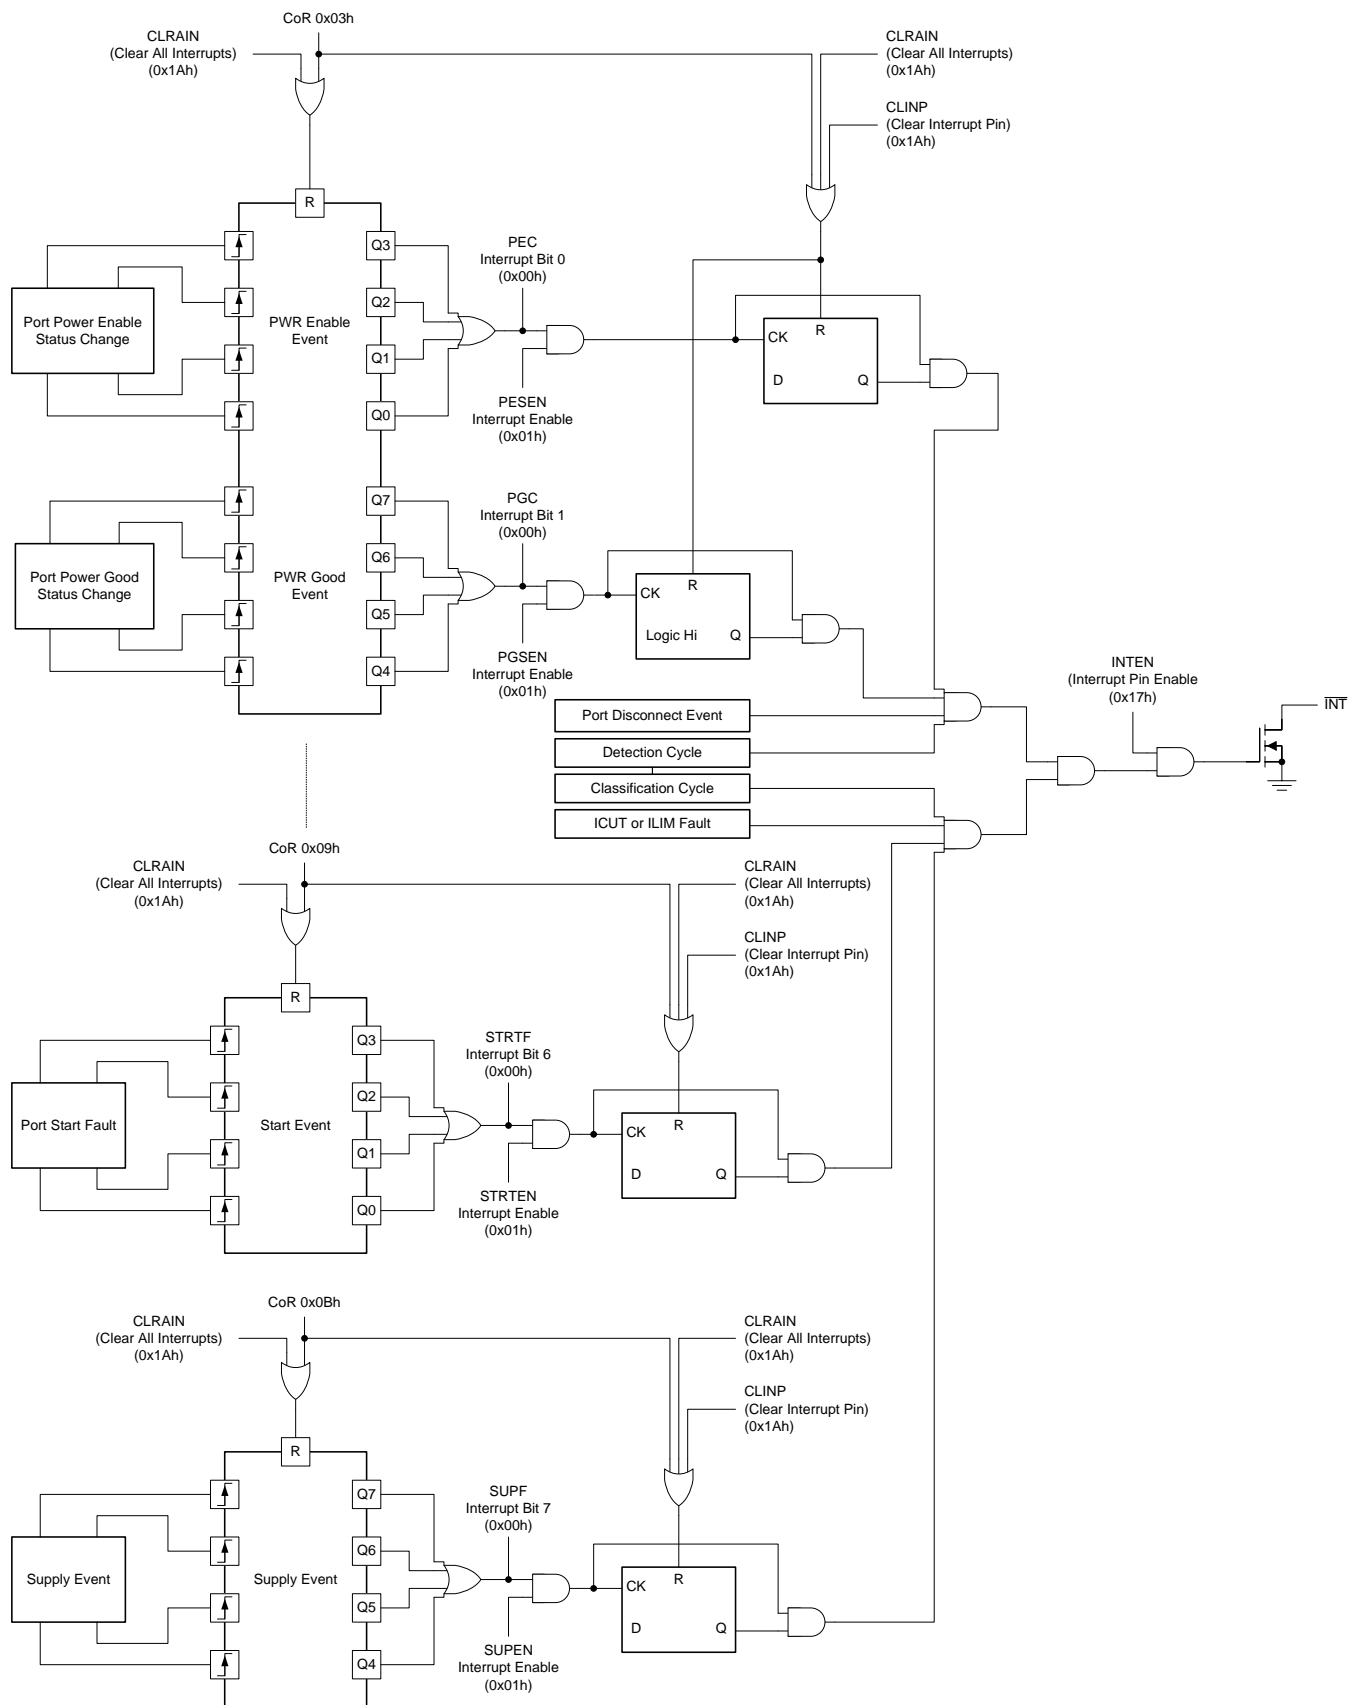 CoR 0x03h
CLRAIN
(Clear All Interrupts)
(0x1Ah)
CLRAIN
(Clear All Interrupts)
(0x1Ah)
CLINP
(Clear Interrupt Pin)
(0x1Ah)
R
Q3
Q2
Q1
Q0
Port Power Enable
Status Change
PWR Enable
Event
PEC
Interrupt Bit 0
(0x00h)
PESEN
Interrupt Enable
(0x01h)
R
CK
D
Q
Q7
Q6
Q5
Q4
Port Power Good
Status Change
PWR Good
Event
PGC
Interrupt Bit 1
(0x00h)
PGSEN
Interrupt Enable
(0x01h)
R
CK
Logic Hi
Q
Port Disconnect Event
Detection Cycle
Classification Cycle
ICUT or ILIM Fault
INTEN
(Interrupt Pin Enable
(0x17h)
INT
CoR 0x09h
CLRAIN
(Clear All Interrupts)
(0x1Ah)
CLRAIN
(Clear All Interrupts)
(0x1Ah)
CLINP
(Clear Interrupt Pin)
(0x1Ah)
R
Q3
Q2
Q1
Q0
Port Start Fault
Start Event
STRTF
Interrupt Bit 6
(0x00h)
STRTEN
Interrupt Enable
(0x01h)
R
CK
D
Q
CoR 0x0Bh
CLRAIN
(Clear All Interrupts)
(0x1Ah)
CLRAIN
(Clear All Interrupts)
(0x1Ah)
CLINP
(Clear Interrupt Pin)
(0x1Ah)
R
Q7
Q6
Q5
Q4
Supply Event
Supply Event
SUPF
Interrupt Bit 7
(0x00h)
SUPEN
Interrupt Enable
(0x01h)
R
CK
D
Q